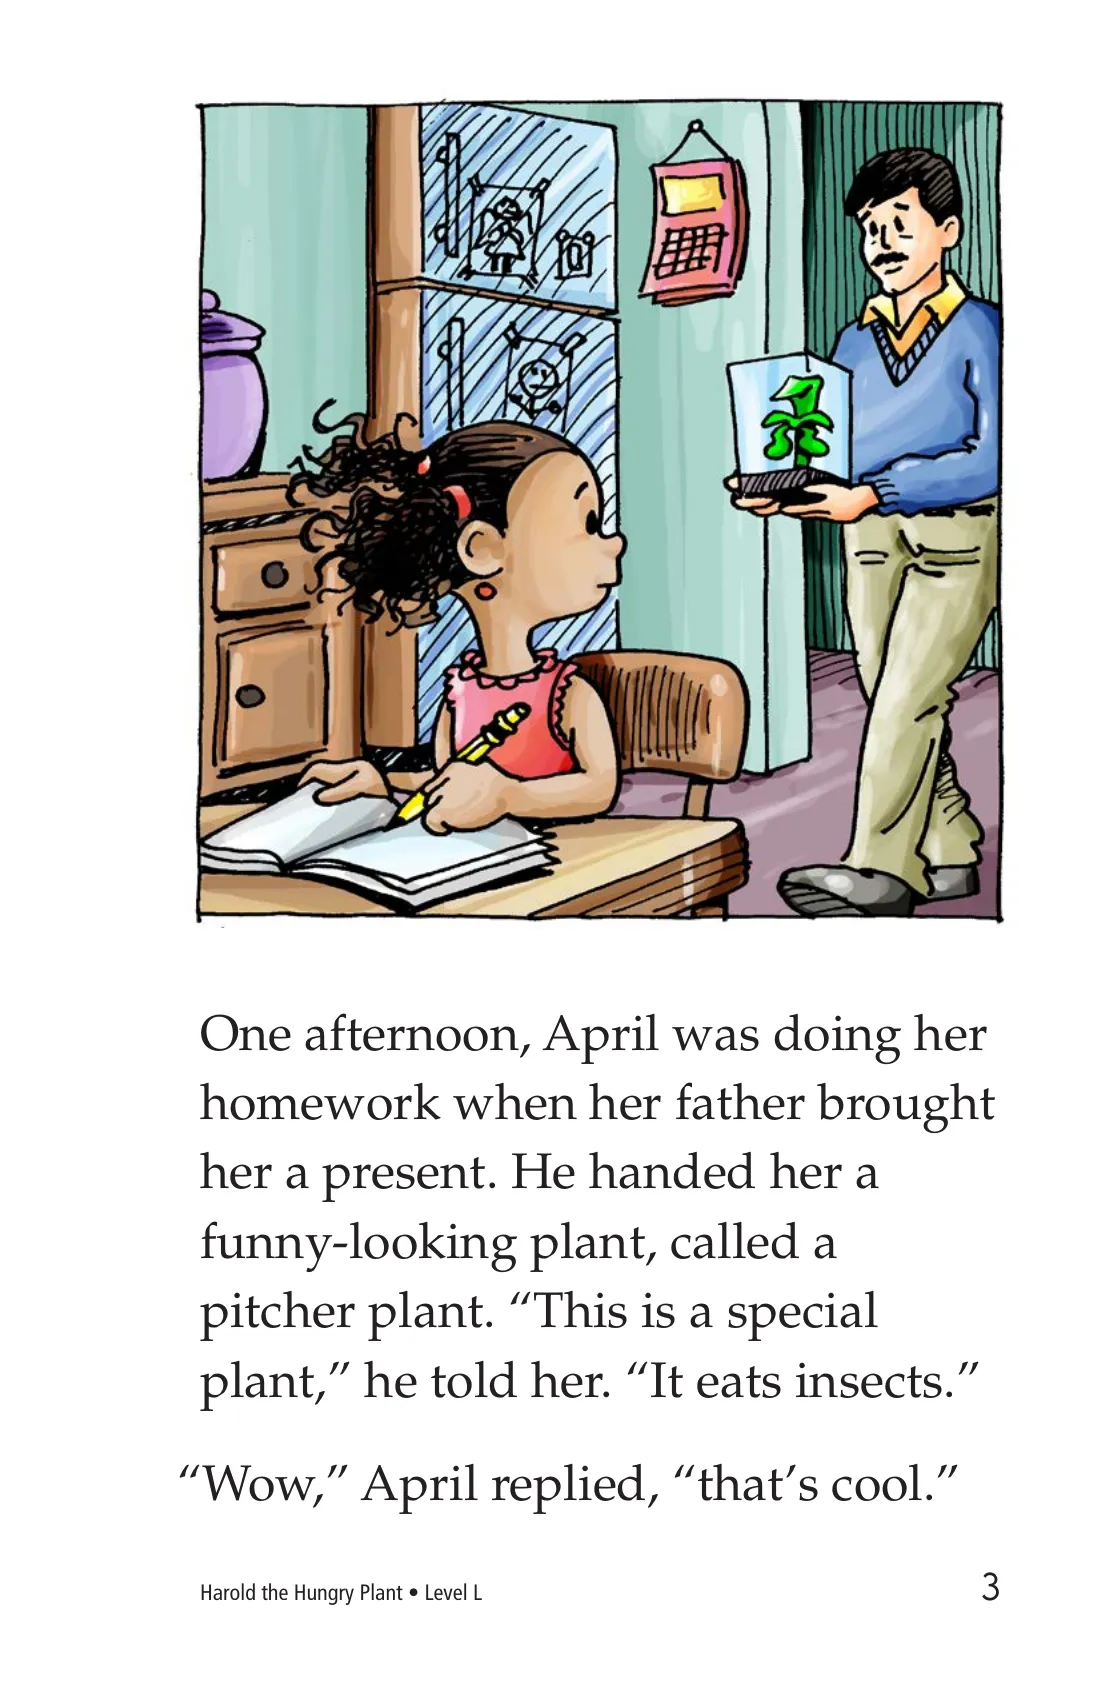 One afternoon, April was doing her
homework when her father brought
her a present. He handed her a
funny-looking plant, called a
pitcher plant. “This is a special
plant,” he told her. “It eats insects.”
“Wow,” April replied, “that’s cool.”
Harold the Hungry Plant • Level L
3